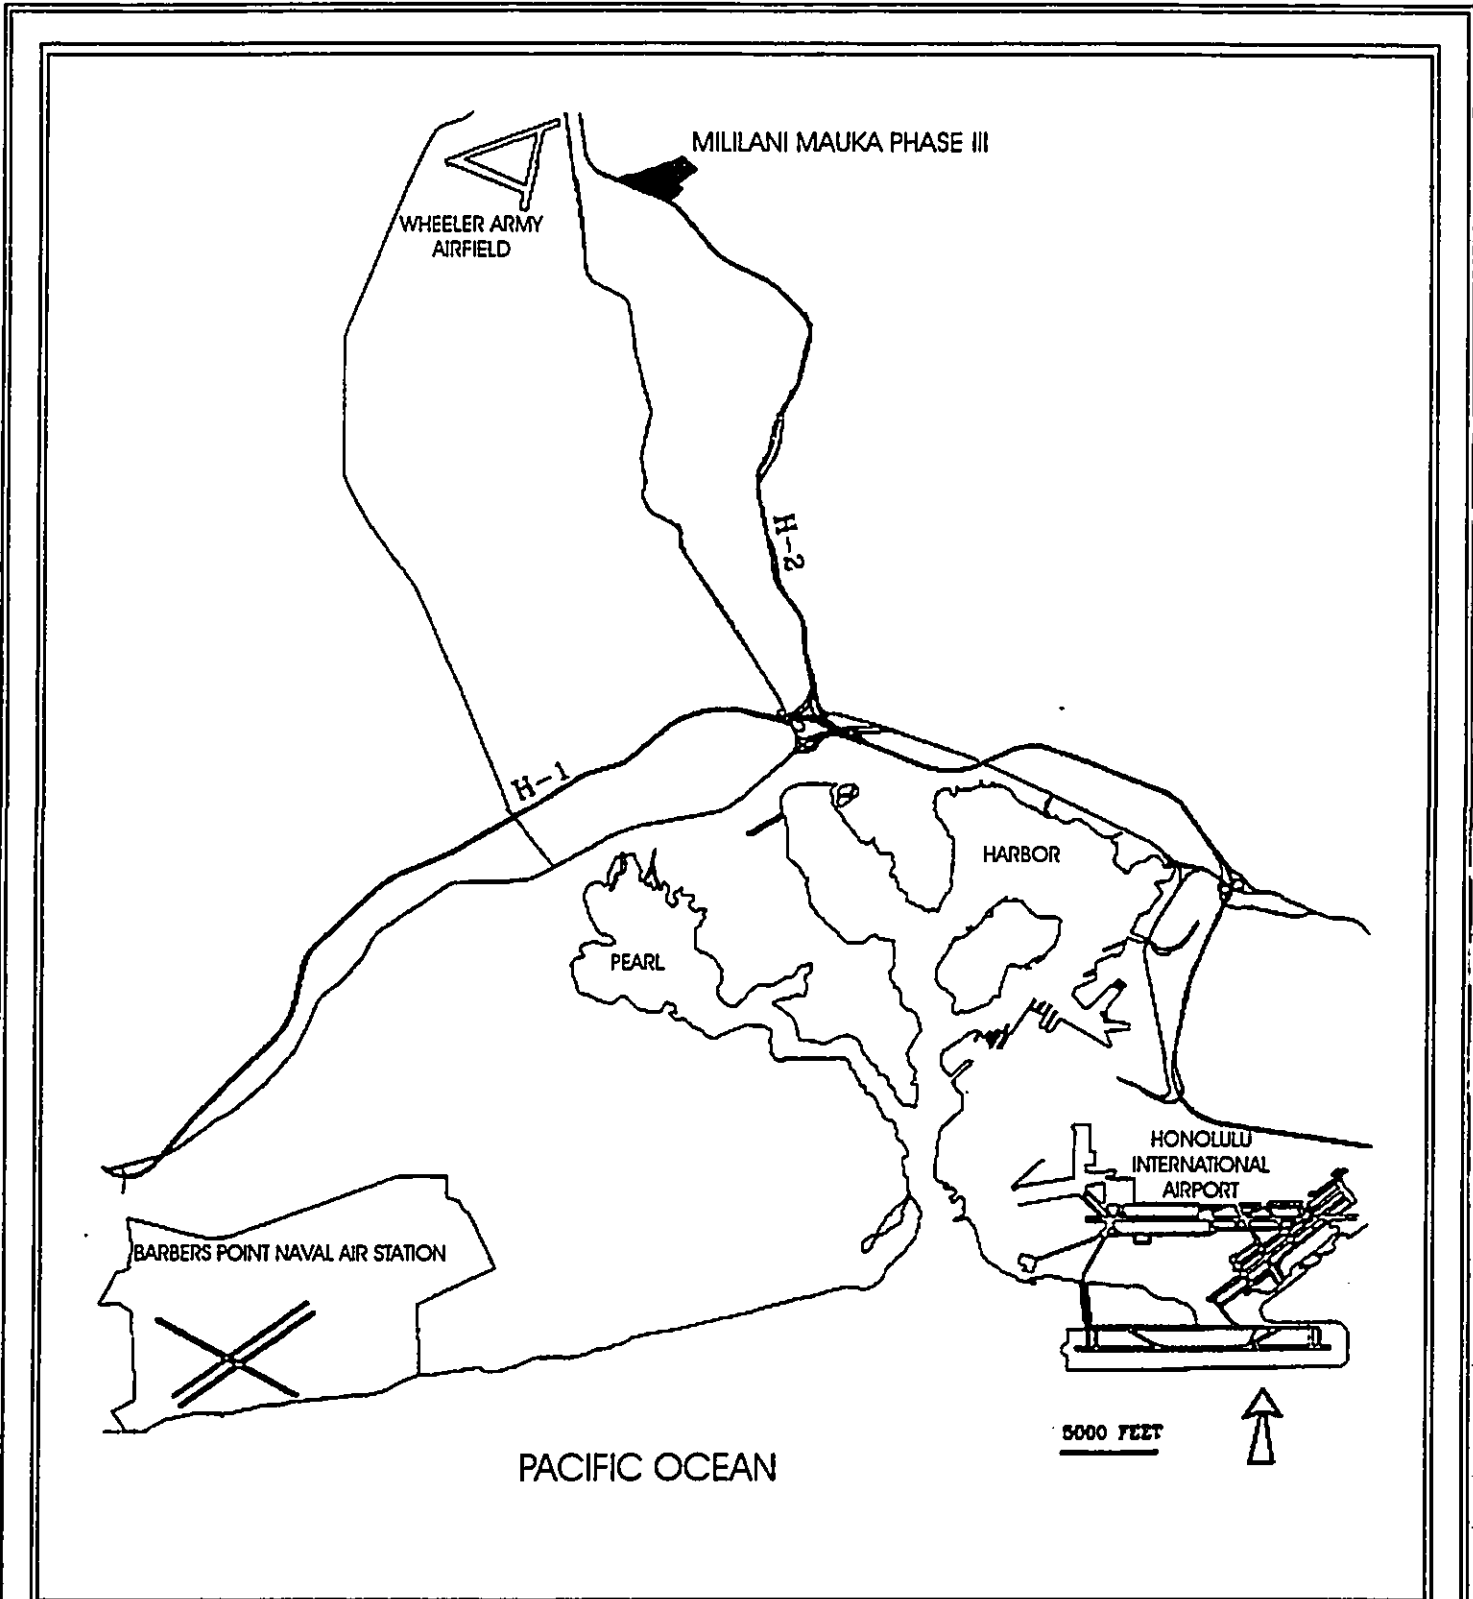 MILILANI MAUKA PHASE III
WHEELER ARMY
AIRFIELD
H-2
H-1
HARBOR
PEARL
HONOLULU
INTERNATIONAL
AIRPORT
BARBERS POINT NAVAL AIR STATION
5000 FEET
PACIFIC OCEAN